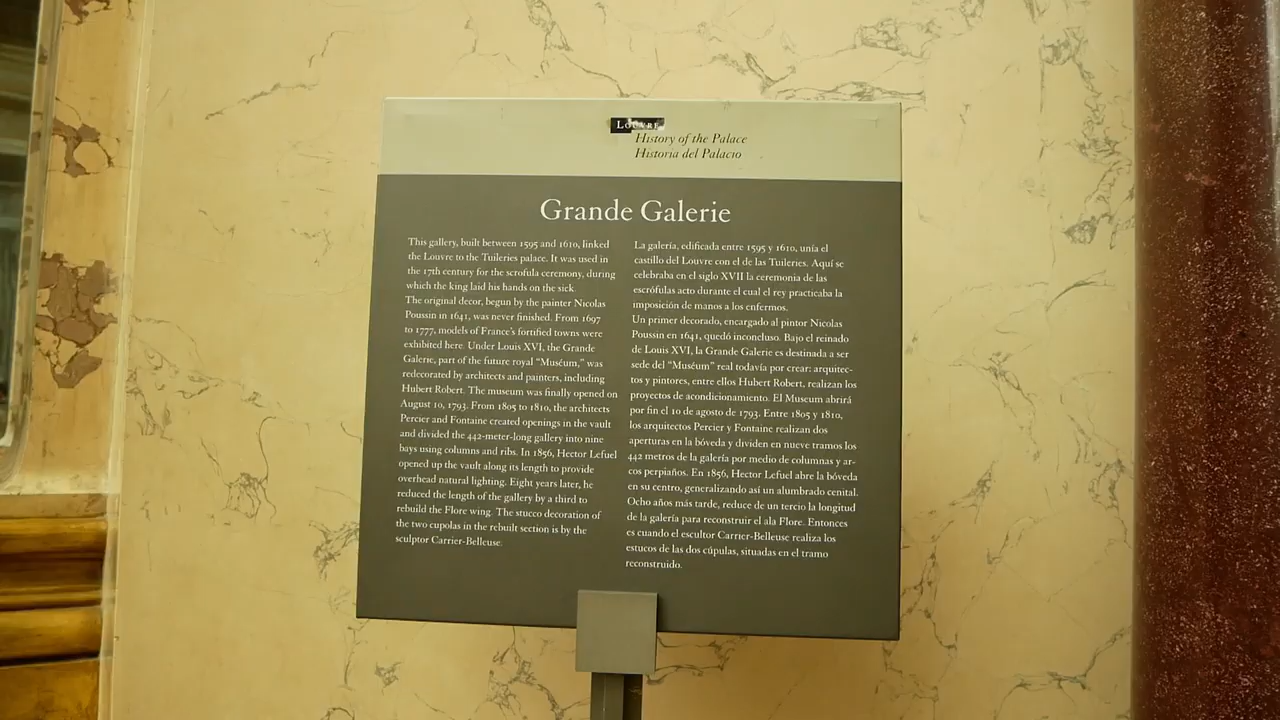 LOUVRE
History of the Palace
Historia del Palacio
Grande Galerie
This gallery, built between 1595 and 1610, linked
the Louvre to the Tuileries palace. It was used in
the 17th century for the scrofula ceremony, during
which the king laid his hands on the sick.
The original decor, begun by the painter Nicolas
Poussin in 1641, was never finished. From 1697
to 1777, models of France's fortified towns were
exhibited here. Under Louis XVI, the Grande
Galerie, part of the future royal “Muséum,” was
redecorated by architects and painters, including
Hubert Robert. The museum was finally opened on
August 10, 1793. From 1805 to 1810, the architects
Percier and Fontaine created openings in the vault
and divided the 442-meter-long gallery into nine
bays using columns and ribs. In 1856, Hector Lefuel
opened up the vault along its length to provide
overhead natural lighting. Eight years later, he
reduced the length of the gallery by a third to
rebuild the Flore wing. The stucco decoration of
the two cupolas in the rebuilt section is by the
sculptor Carrier-Belleuse.
La galería, edificada entre 1595 y 1610, unía el
castillo del Louvre con el de las Tuileries. Aquí se
celebraba en el siglo XVII la ceremonia de las
escrófulas acto durante el cual el rey practicaba la
imposición de manos a los enfermos.
Un primer decorado, encargado al pintor Nicolas
Poussin en 1641, quedó inconcluso. Bajo el reinado
de Louis XVI, la Grande Galerie es destinada a ser
sede del “Muséum” real todavía por crear: arquitec-
tos y pintores, entre ellos Hubert Robert, realizan los
proyectos de acondicionamiento. El Museum abrirá
por fin el 10 de agosto de 1793. Entre 1805 y 1810,
los arquitectos Percier y Fontaine realizan dos
aperturas en la bóveda y dividen en nueve tramos los
442 metros de la galería por medio de columnas y ar-
cos perpiaños. En 1856, Hector Lefuel abre la bóveda
en su centro, generalizando así un alumbrado cenital.
Ocho años más tarde, reduce de un tercio la longitud
de la galería para reconstruir el ala Flore. Entonces
es cuando el escultor Carrier-Belleuse realiza los
estucos de las dos cúpulas, situadas en el tramo
reconstruido.